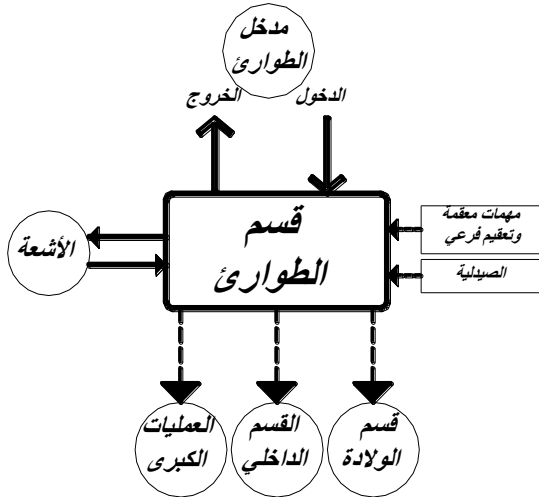 مدخل
الطوارئ
الدخول
الخروج
قسم
الطوارئ
مهمات معقمة
وتعقيم فرعي
الصيدلية
الأشعة
قسم
الولادة
القسم
الداخلي
العمليات
الكبرى